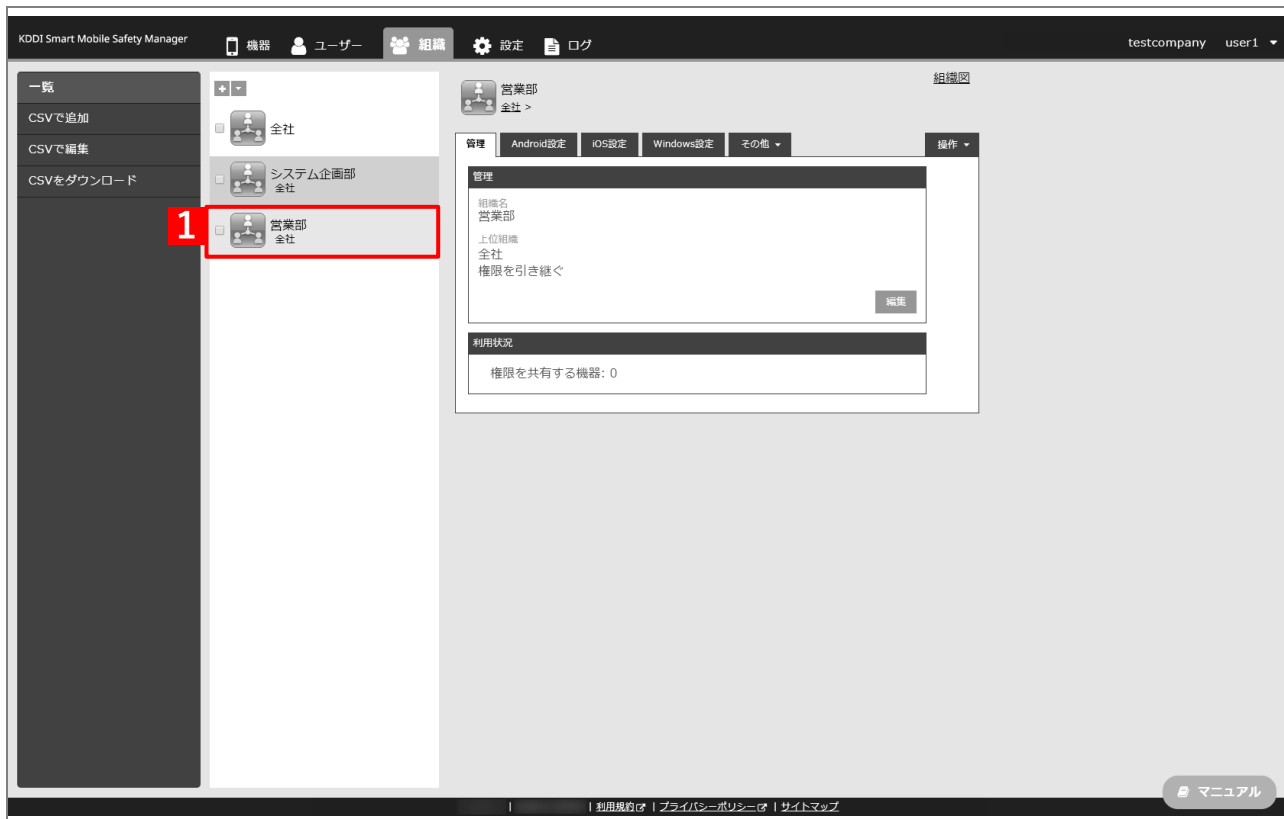 KDDI Smart Mobile Safety Manager
機器 ユーザー 組織 設定 ログ
testcompany user1
一覧
CSVで追加
CSVで編集
CSVをダウンロード
全社
システム企画部
全社
1
営業部
全社
営業部
全社 >
組織図
管理 Android設定 iOS設定 Windows設定 その他
操作
管理
組織名
営業部
上位組織
全社
権限を引き継ぐ
編集
利用状況
権限を共有する機器: 0
マニュアル
| | 利用規約 | プライバシーポリシー | サイトマップ